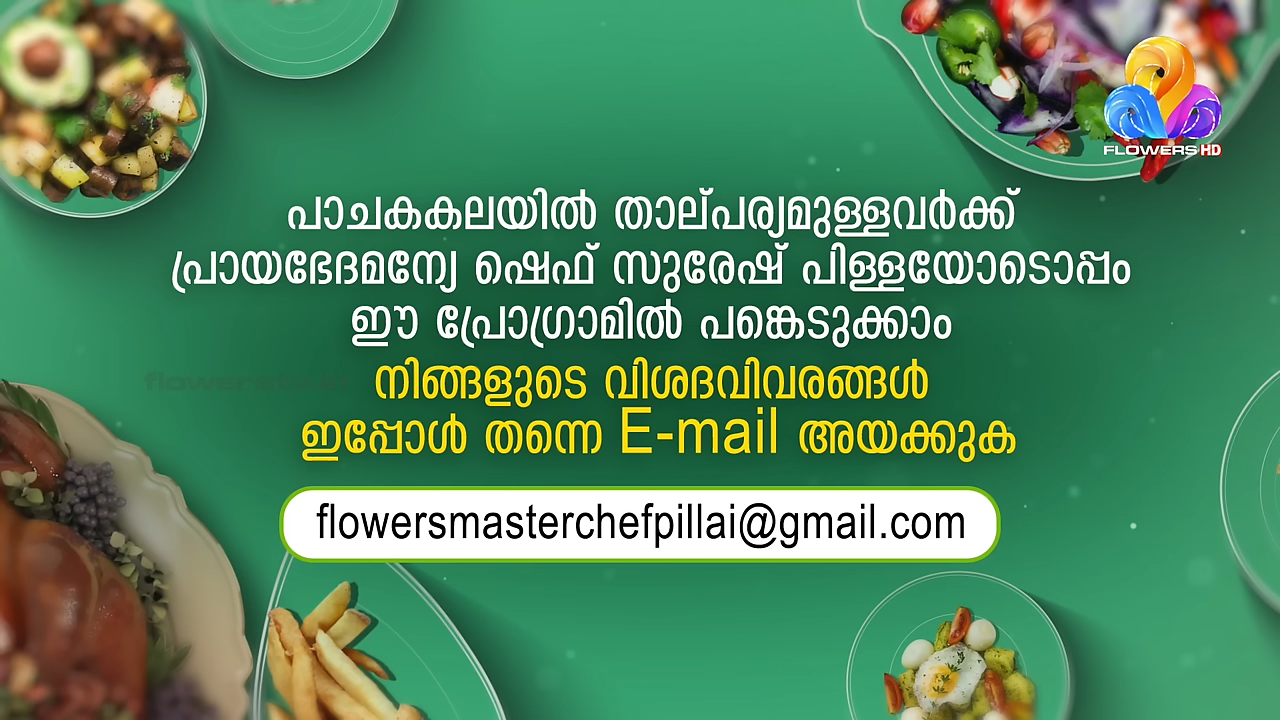 FLOWERS HD
പാചകകലയിൽ താല്പര്യമുള്ളവർക്ക്
പ്രായഭേദമന്യേ ഷെഫ് സുരേഷ് പിള്ളയോടൊപ്പം
ഈ പ്രോഗ്രാമിൽ പങ്കെടുക്കാം
നിങ്ങളുടെ വിശദവിവരങ്ങൾ
ഇപ്പോൾ തന്നെ E-mail അയക്കുക
flowersmasterchefpillai@gmail.com